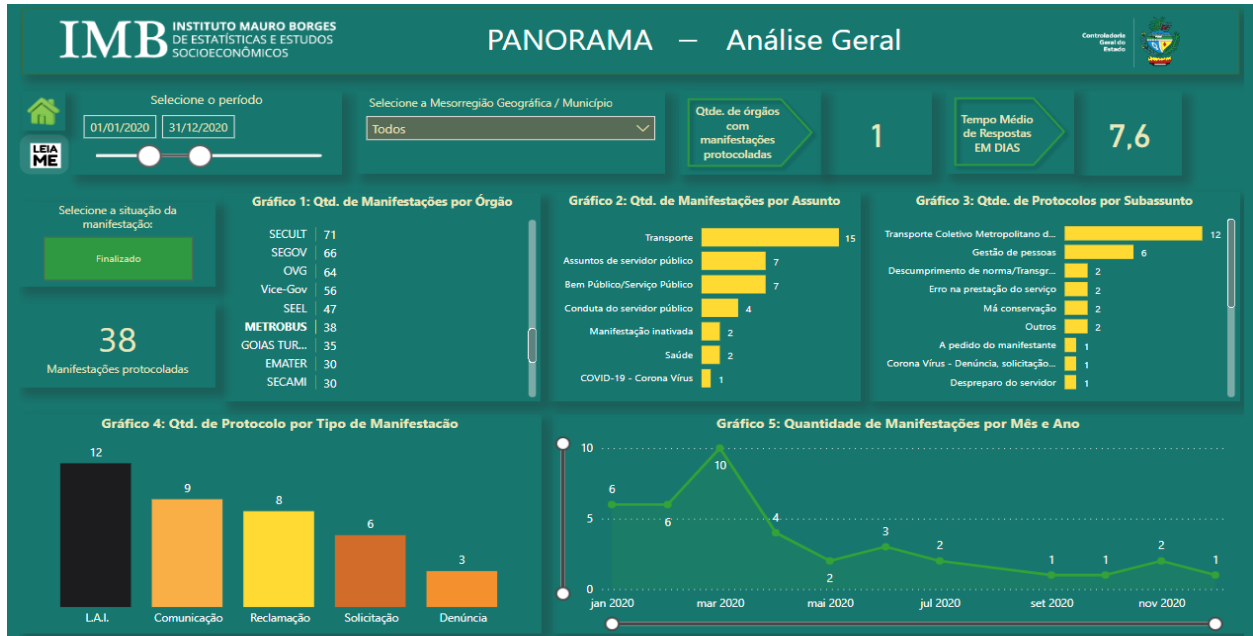 IMB INSTITUTO MAURO BORGES
DE ESTATÍSTICAS E ESTUDOS
SOCIOECONÔMICOS
PANORMA — Análise Geral
Controladoria
Geral do
Estado
Selecione o período
01/01/2020 31/12/2020
LEIA
ME
Selecione a Mesorregião Geográfica / Município
Todos
Qtde. de órgãos
com
manifestações
protocoladas
1
Tempo Médio
de Respostas
EM DIAS
7,6
Selecione a situação da
manifestação:
Finalizado
38
Manifestações protocoladas
Gráfico 1: Qtd. de Manifestações por Órgão
SECULT 71
SEGOV 66
OVG 64
Vice-Gov 56
SEEL 47
METROBUS 38
GOIAS TUR... 35
EMATER 30
SECAMI 30
Gráfico 2: Qtd. de Manifestações por Assunto
Transporte 15
Assuntos de servidor público 7
Bem Público/Serviço Público 7
Conduta do servidor público 4
Manifestação inativada 2
Saúde 2
COVID-19 - Corona Vírus 1
Gráfico 3: Qtde. de Protocolos por Subassunto
Transporte Coletivo Metropolitano d... 12
Gestão de pessoas 6
Descumprimento de norma/Transgr... 2
Erro na prestação do serviço 2
Má conservação 2
Outros 2
A pedido do manifestante 1
Corona Vírus - Denúncia, solicitação... 1
Despreparo do servidor 1
Gráfico 4: Qtd. de Protocolo por Tipo de Manifestacão
12
9
8
6
3
L.A.I. Comunicação Reclamação Solicitação Denúncia
Gráfico 5: Quantidade de Manifestações por Mês e Ano
10
5
0
6
6
10
4
2
3
2
1
1
2
1
jan 2020 mar 2020 mai 2020 jul 2020 set 2020 nov 2020